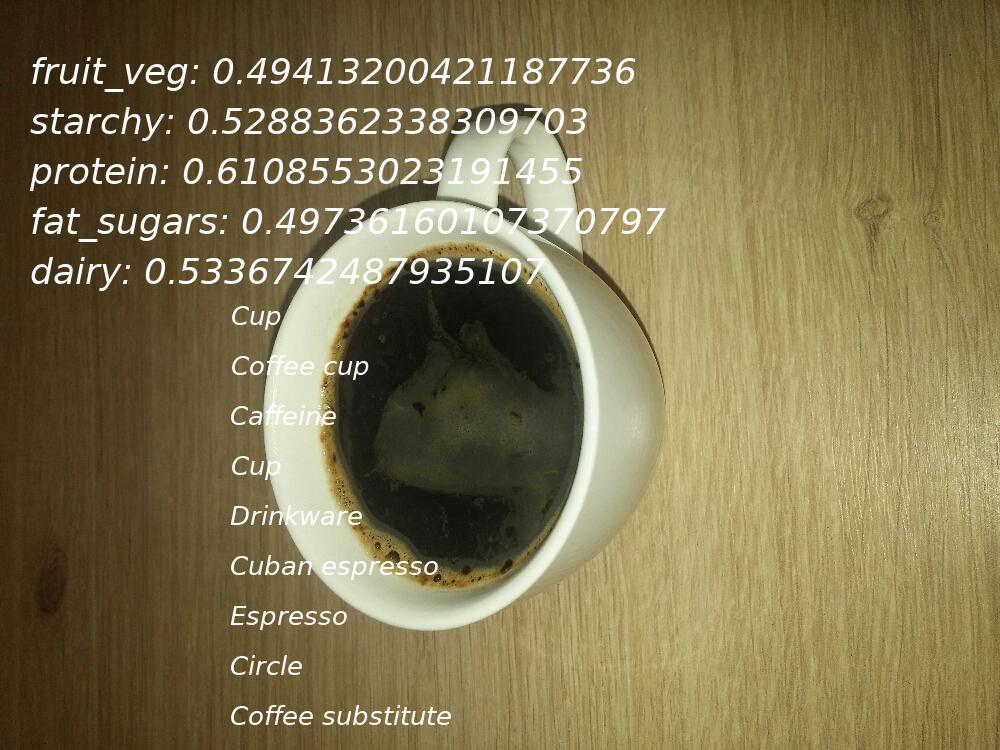 fruit_veg: 0.49413200421187736
starchy: 0.5288362338309703
protein: 0.6108553023191455
fat_sugars: 0.49736160107370797
dairy: 0.5336742487935107
Cup
Coffee cup
Caffeine
Cup
Drinkware
Cuban espresso
Espresso
Circle
Coffee substitute